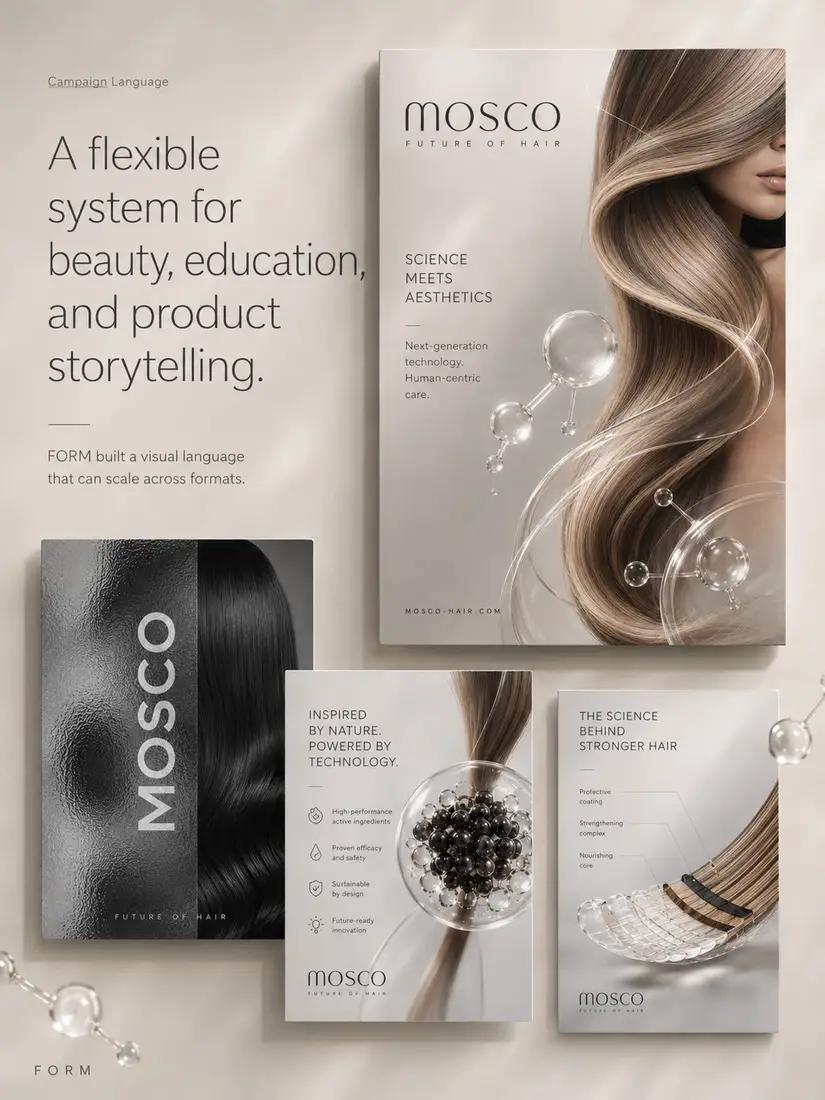 Campaign Language
A flexible
system for
beauty, education,
and product
storytelling.
FORM built a visual language
that can scale across formats.
MOSCO
FUTURE OF HAIR
SCIENCE
MEETS
AESTHETICS
Next-generation
technology.
Human-centric
care.
MOSCO-HAIR.COM
MOSCO
FUTURE OF HAIR
INSPIRED
BY NATURE.
POWERED BY
TECHNOLOGY.
High-performance
active ingredients
Proven efficacy
and safety
Sustainable
by design
Future-ready
innovation
MOSCO
FUTURE OF HAIR
THE SCIENCE
BEHIND
STRONGER HAIR
Protective
coating
Strengthening
complex
Nourishing
core
MOSCO
FUTURE OF HAIR
FORM